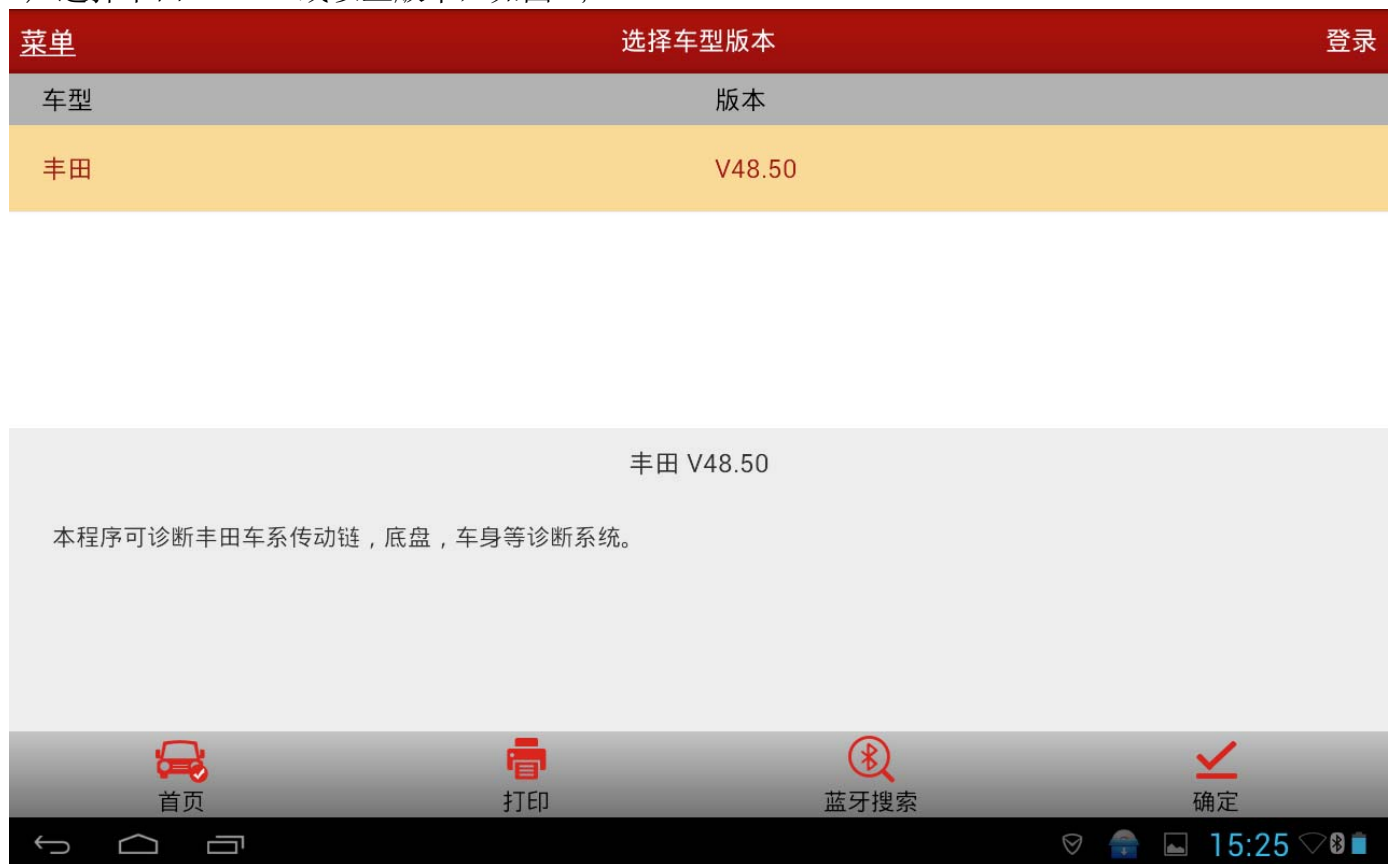 菜单 选择车型版本 登录
车型 版本
丰田 V48.50
丰田 V48.50
本程序可诊断丰田车系传动链，底盘，车身等诊断系统。
首页 打印 蓝牙搜索 确定
15:25